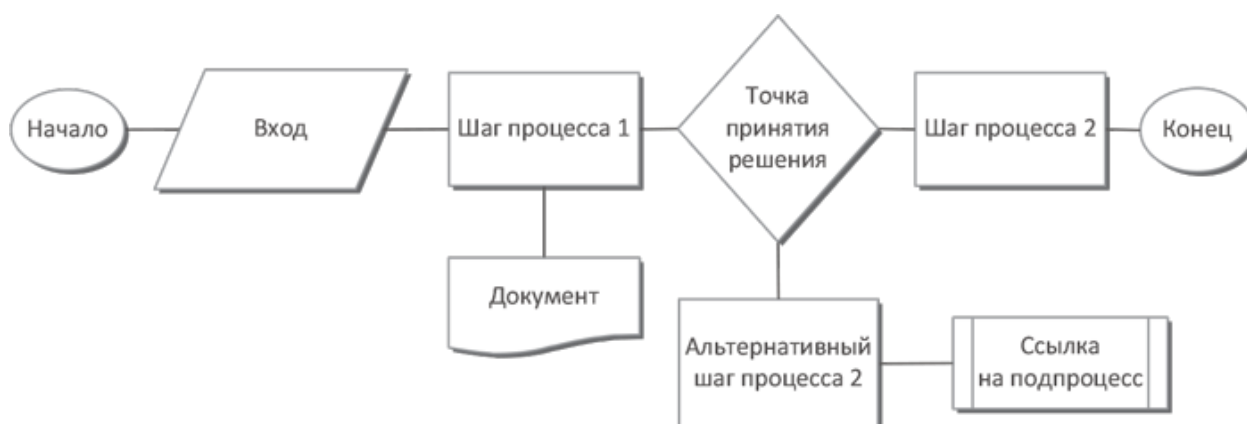 Начало
Вход
Шаг процесса 1
Точка
принятия
решения
Шаг процесса 2
Конец
Документ
Альтернативный
шаг процесса 2
Ссылка
на подпроцесс